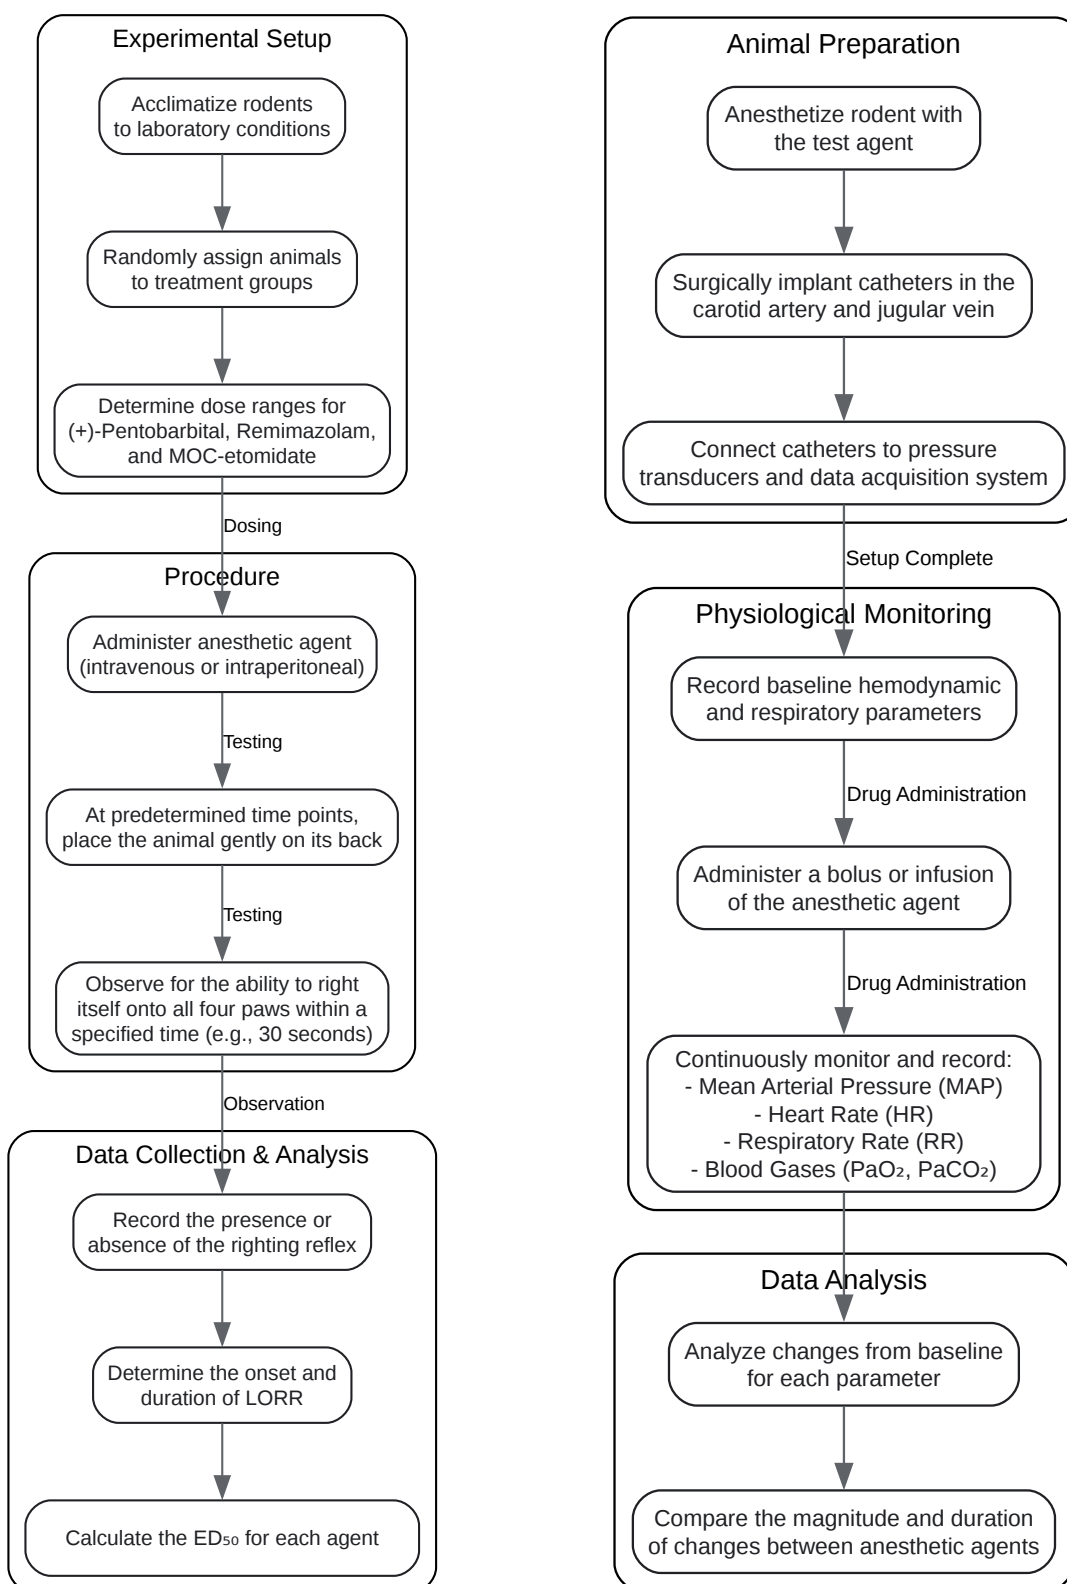 Experimental Setup
Acclimatize rodents
to laboratory conditions
Randomly assign animals
to treatment groups
Determine dose ranges for
(+)-Pentobarbital, Remimazolam,
and MOC-etomidate
Dosing
Procedure
Administer anesthetic agent
(intravenous or intraperitoneal)
Testing
At predetermined time points,
place the animal gently on its back
Testing
Observe for the ability to right
itself onto all four paws within a
specified time (e.g., 30 seconds)
Observation
Data Collection & Analysis
Record the presence or
absence of the righting reflex
Determine the onset and
duration of LORR
Calculate the ED₅₀ for each agent
Animal Preparation
Anesthetize rodent with
the test agent
Surgically implant catheters in the
carotid artery and jugular vein
Connect catheters to pressure
transducers and data acquisition system
Setup Complete
Physiological Monitoring
Record baseline hemodynamic
and respiratory parameters
Drug Administration
Administer a bolus or infusion
of the anesthetic agent
Drug Administration
Continuously monitor and record:
- Mean Arterial Pressure (MAP)
- Heart Rate (HR)
- Respiratory Rate (RR)
- Blood Gases (PaO₂, PaCO₂)
Data Analysis
Analyze changes from baseline
for each parameter
Compare the magnitude and duration
of changes between anesthetic agents